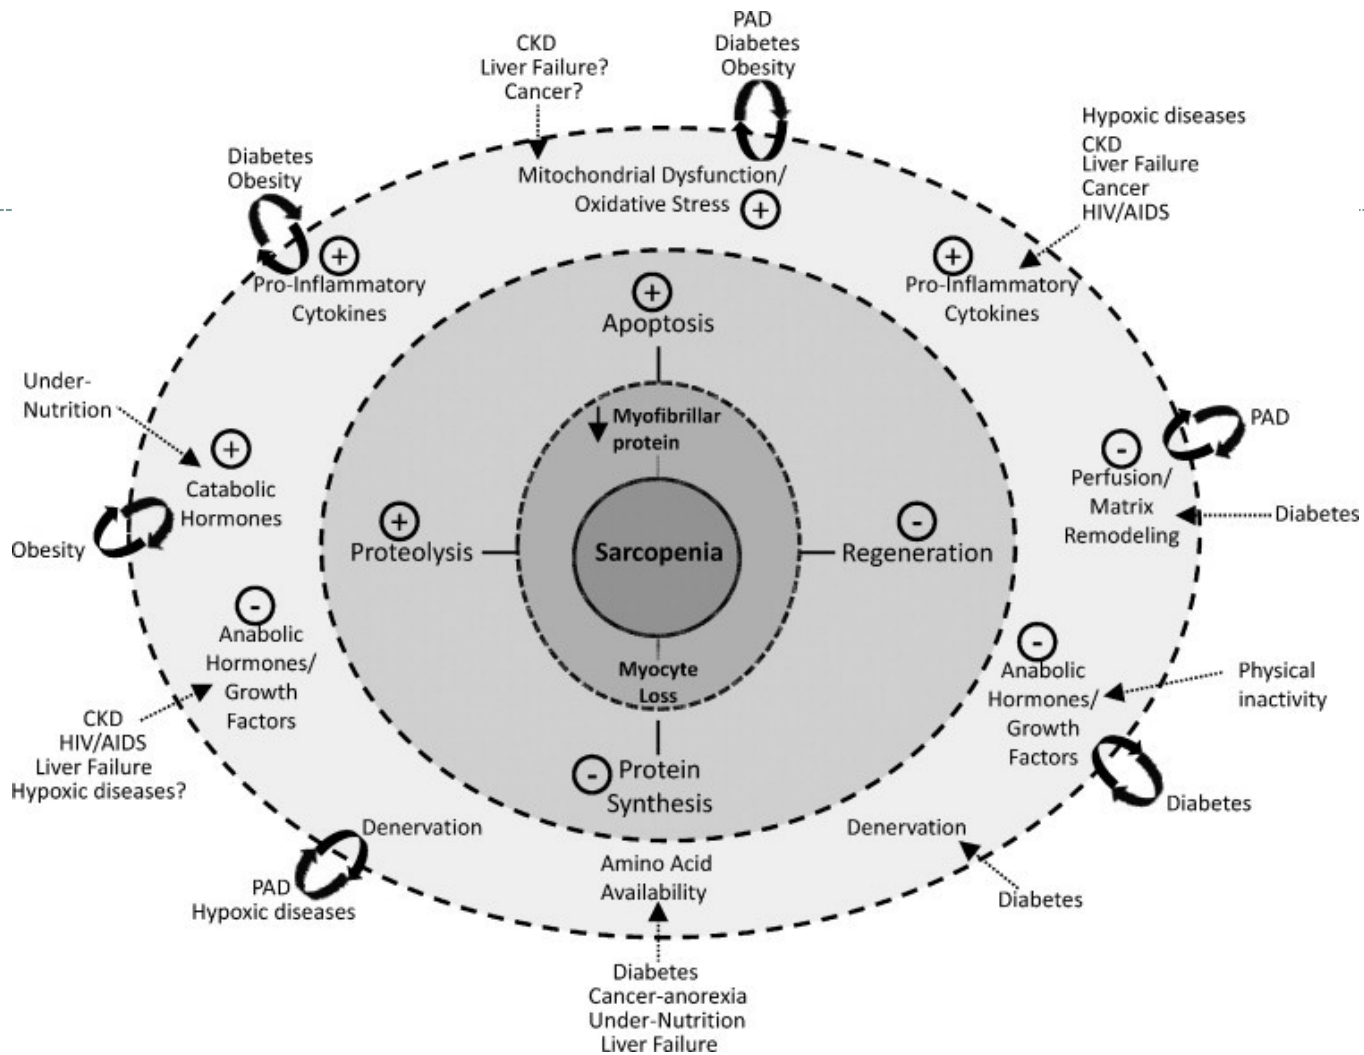 PAD
Diabetes
Obesity
CKD
Liver Failure?
Cancer?
Hypoxic diseases
CKD
Liver Failure
Cancer
HIV/AIDS
Diabetes
Obesity
Mitochondrial Dysfunction/
Oxidative Stress
+
+
Pro-Inflammatory
Cytokines
+
Pro-Inflammatory
Cytokines
+
Apoptosis
Under-
Nutrition
+
Catabolic
Hormones
Obesity
Myofibrillar
protein
PAD
-
Perfusion/
Matrix
Remodeling
Diabetes
+
Proteolysis
Sarcopenia
-
Regeneration
-
Anabolic
Hormones/
Growth
Factors
CKD
HIV/AIDS
Liver Failure
Hypoxic diseases?
Myocyte
Loss
-
Anabolic
Hormones/
Growth
Factors
Physical
inactivity
Diabetes
-
Protein
Synthesis
Denervation
PAD
Hypoxic diseases
Denervation
Diabetes
Amino Acid
Availability
Diabetes
Cancer-anorexia
Under-Nutrition
Liver Failure